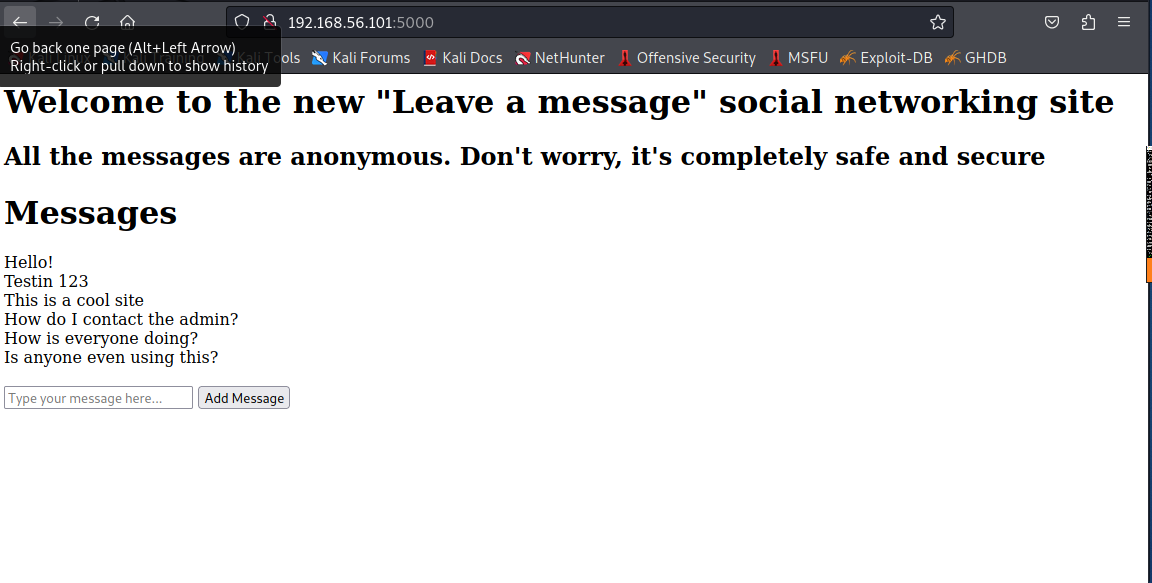 192.168.56.101:5000
Go back one page (Alt+Left Arrow)
Right-click or pull down to show history
Tools Kali Forums Kali Docs NetHunter Offensive Security MSFU Exploit-DB GHDB
Welcome to the new "Leave a message" social networking site
All the messages are anonymous. Don't worry, it's completely safe and secure
Messages
Hello!
Testin 123
This is a cool site
How do I contact the admin?
How is everyone doing?
Is anyone even using this?
Type your message here... Add Message